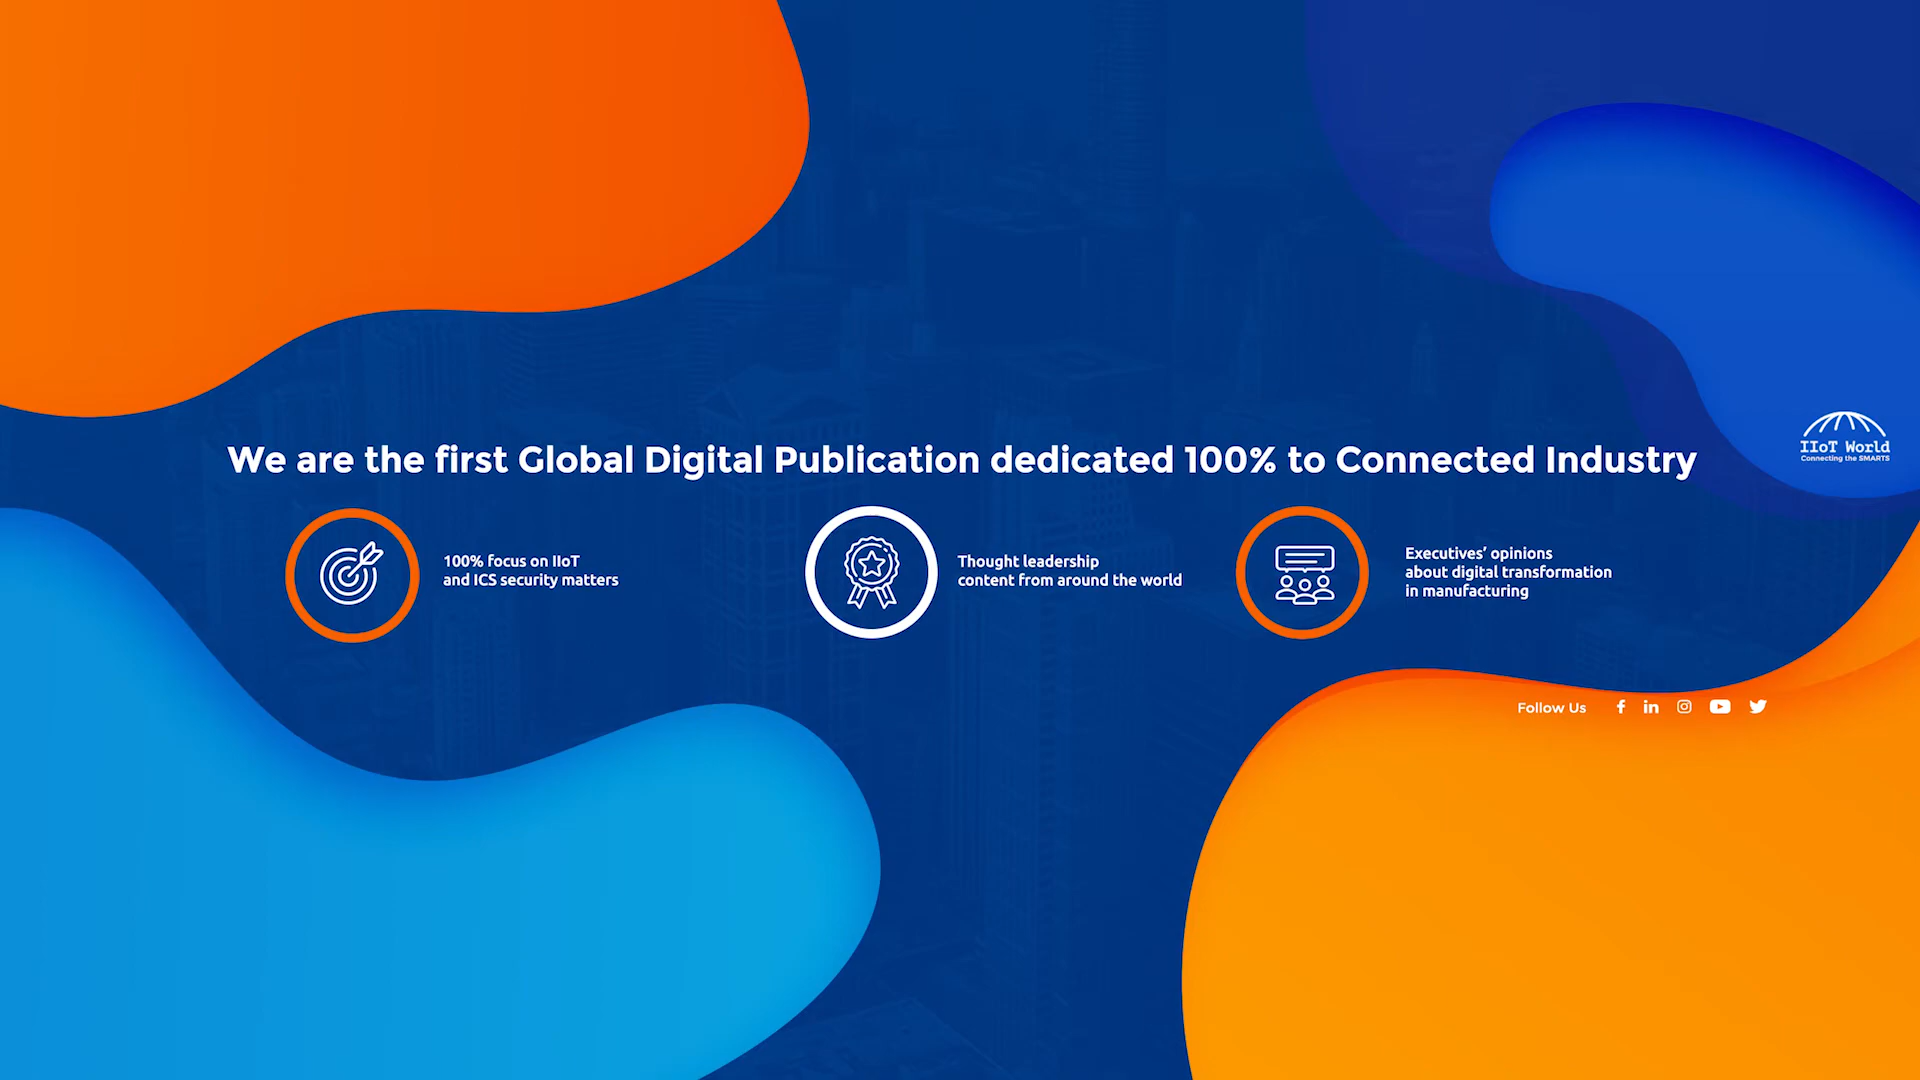 We are the first Global Digital Publication dedicated 100% to Connected Industry
IIoT World
Connecting the SMARTS
100% focus on IIoT
and ICS security matters
Thought leadership
content from around the world
Executives’ opinions
about digital transformation
in manufacturing
Follow Us